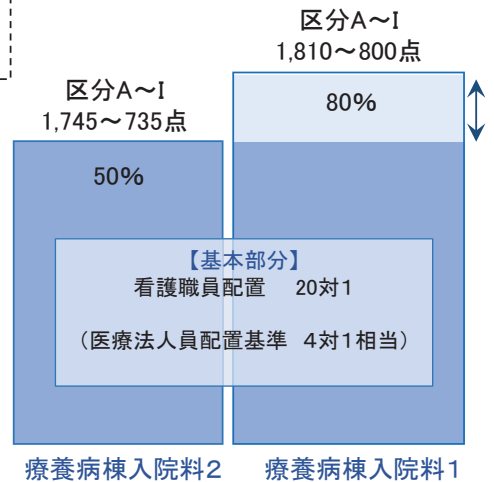 区分A~I
1,810~800点
区分A~I
1,745~735点
80%
50%
【基本部分】
看護職員配置　20対1
（医療法人員配置基準　4対1相当）
療養病棟入院料2
療養病棟入院料1